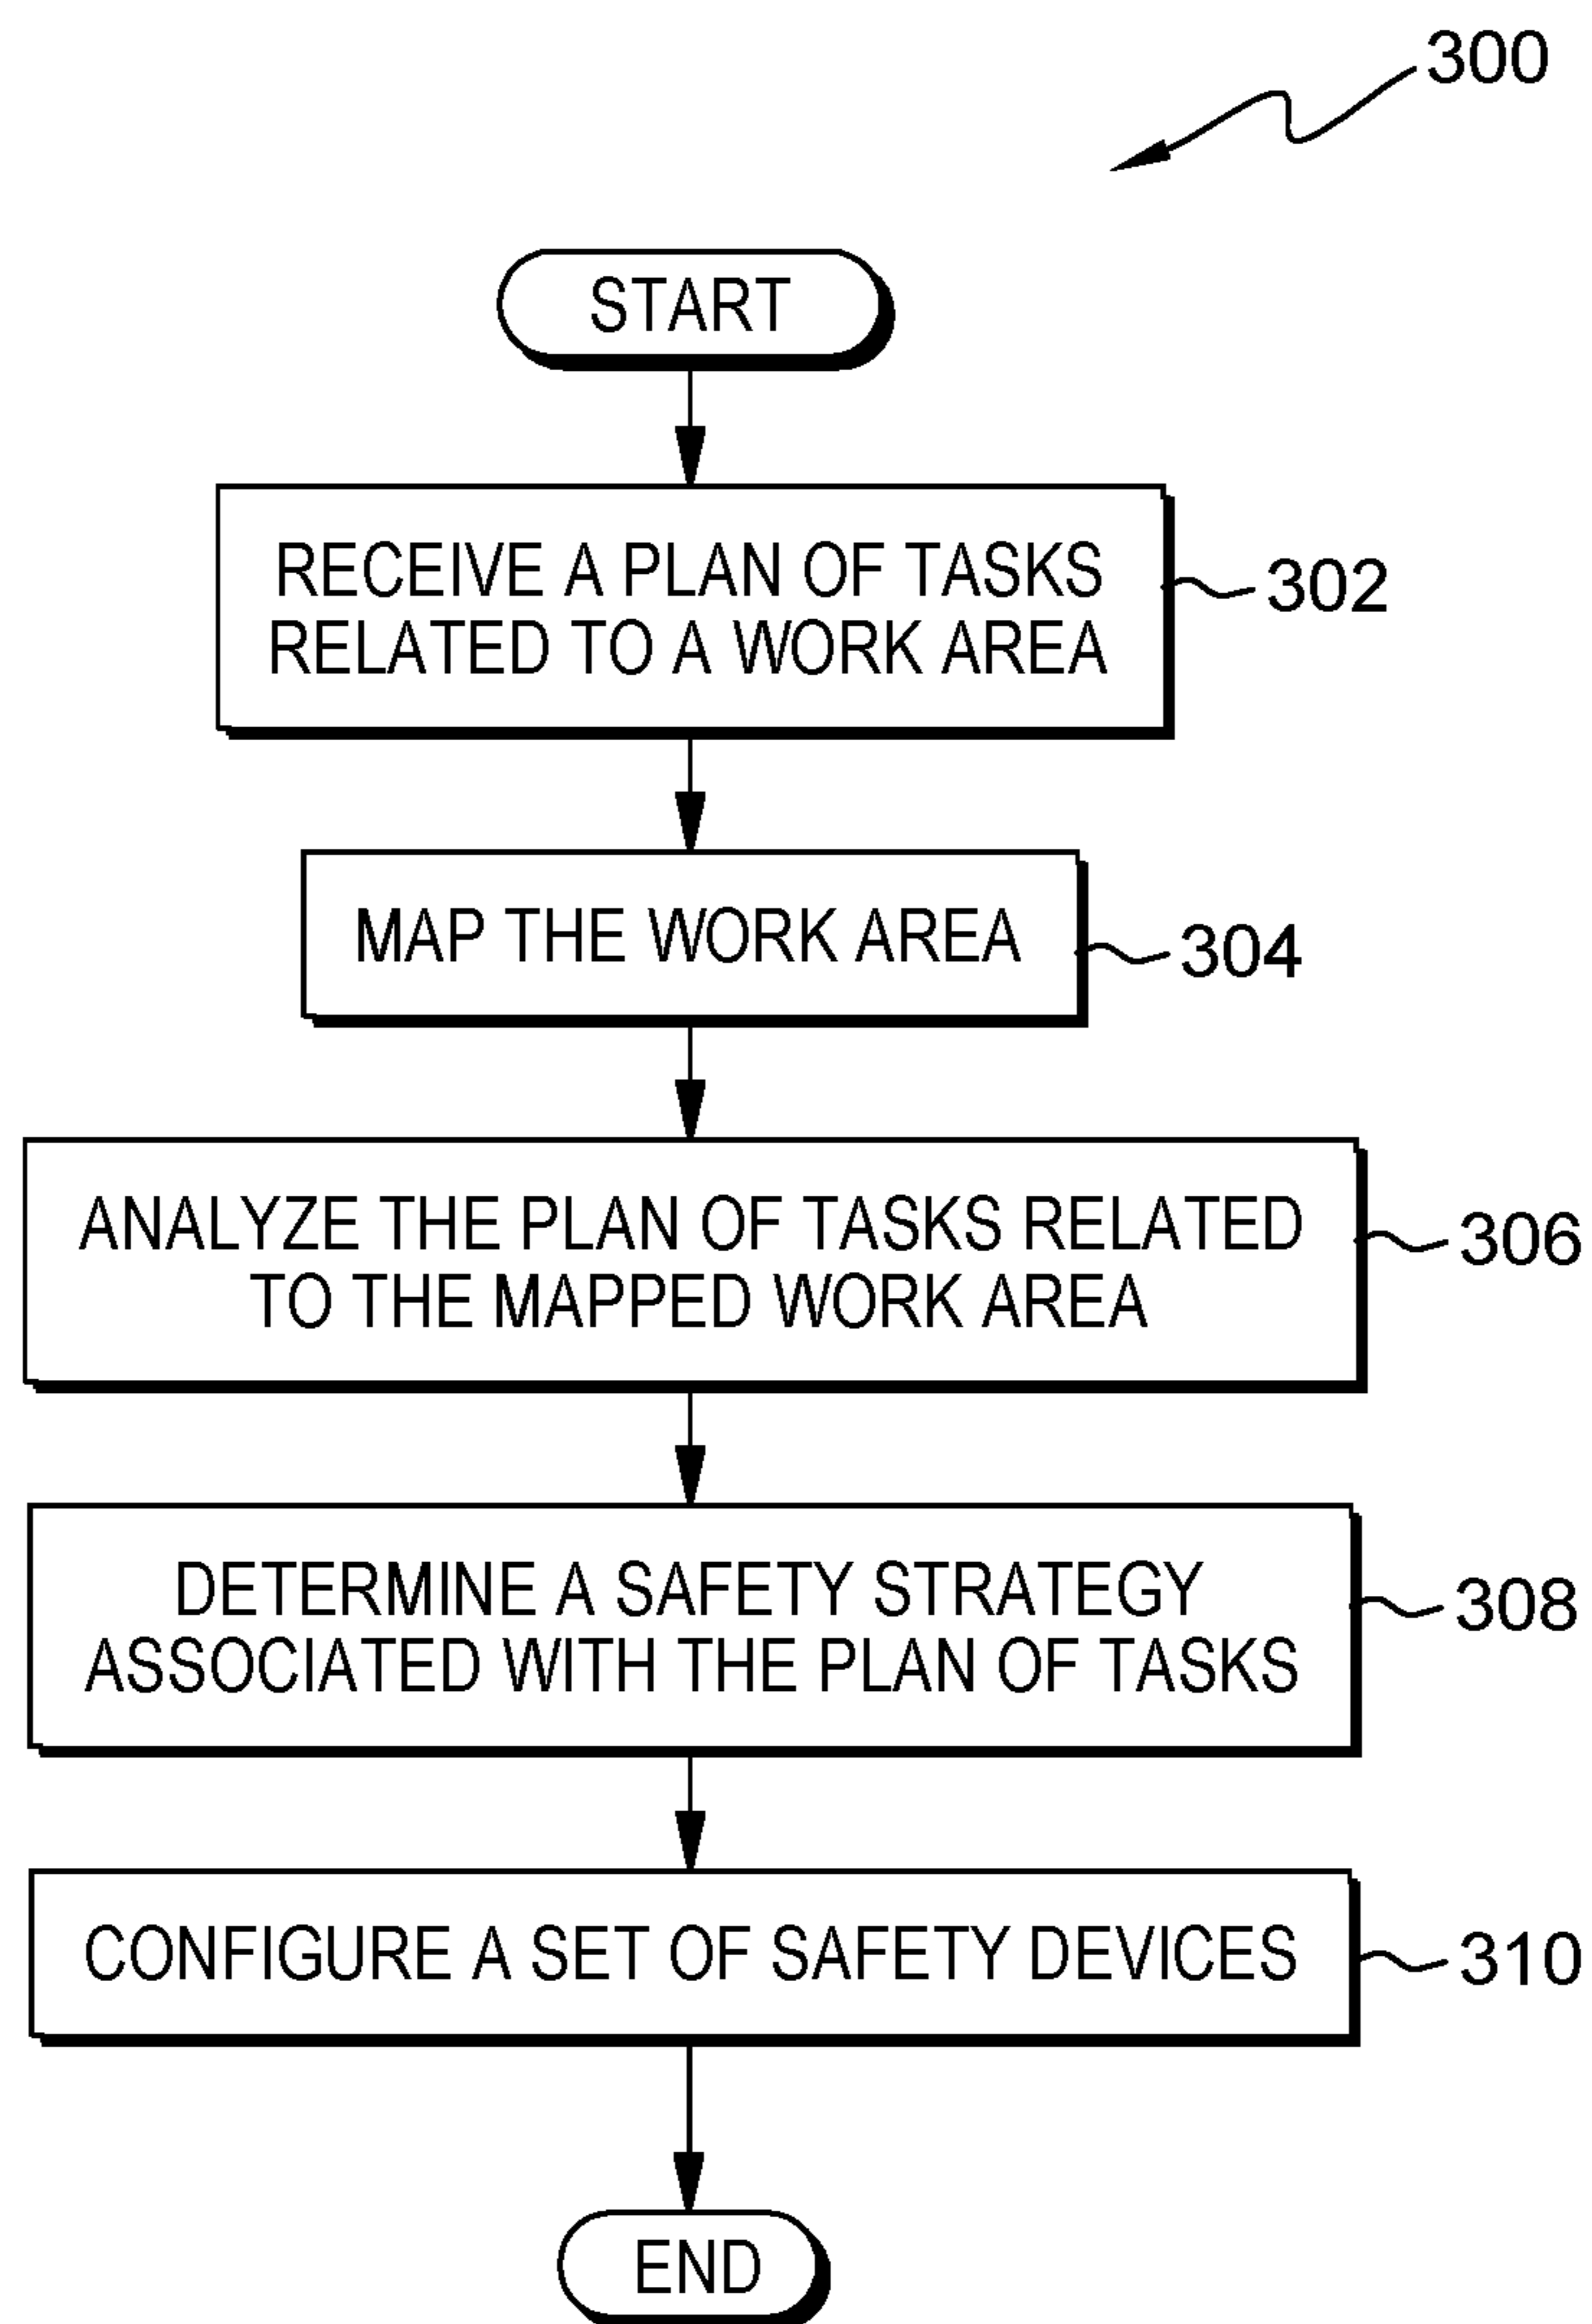 300
START
RECEIVE A PLAN OF TASKS
RELATED TO A WORK AREA
302
MAP THE WORK AREA
304
ANALYZE THE PLAN OF TASKS RELATED
TO THE MAPPED WORK AREA
306
DETERMINE A SAFETY STRATEGY
ASSOCIATED WITH THE PLAN OF TASKS
308
CONFIGURE A SET OF SAFETY DEVICES
310
END